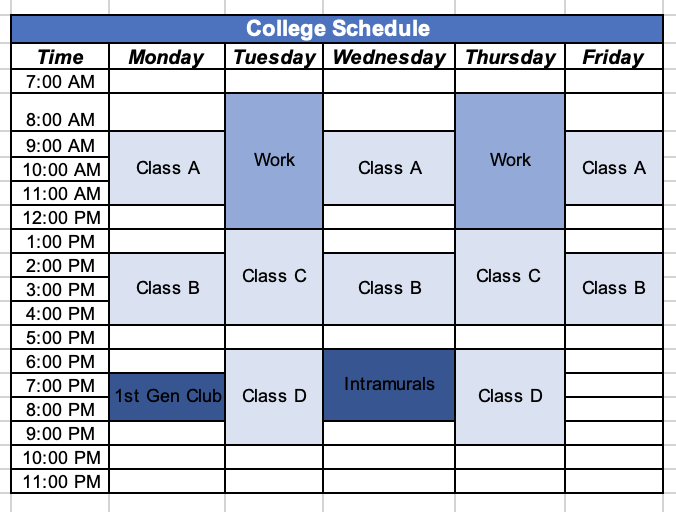 College Schedule
Time Monday Tuesday Wednesday Thursday Friday
7:00 AM
8:00 AM
9:00 AM
10:00 AM Class A Work Class A Work Class A
11:00 AM
12:00 PM
1:00 PM
2:00 PM
3:00 PM Class B Class C Class B Class C Class B
4:00 PM
5:00 PM
6:00 PM
7:00 PM Intramurals
8:00 PM 1st Gen Club Class D Class D
9:00 PM
10:00 PM
11:00 PM